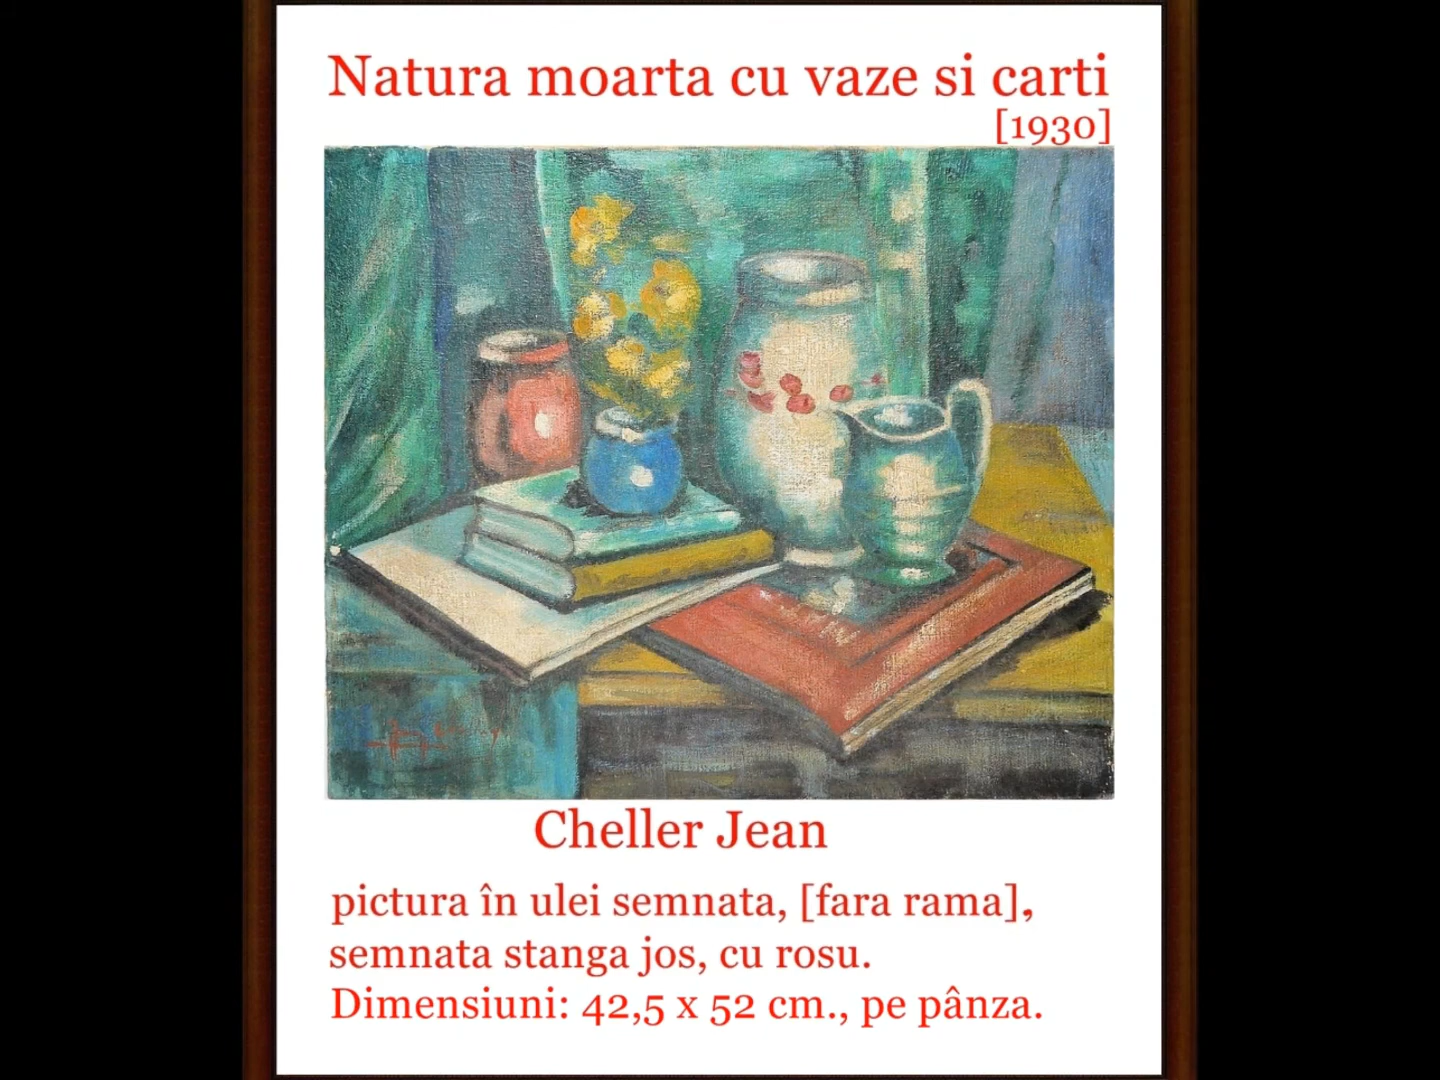 Natura moarta cu vaze si carti
[1930]
Cheller Jean
pictura în ulei semnata, [fara rama],
semnata stanga jos, cu rosu.
Dimensiuni: 42,5 x 52 cm., pe pânza.